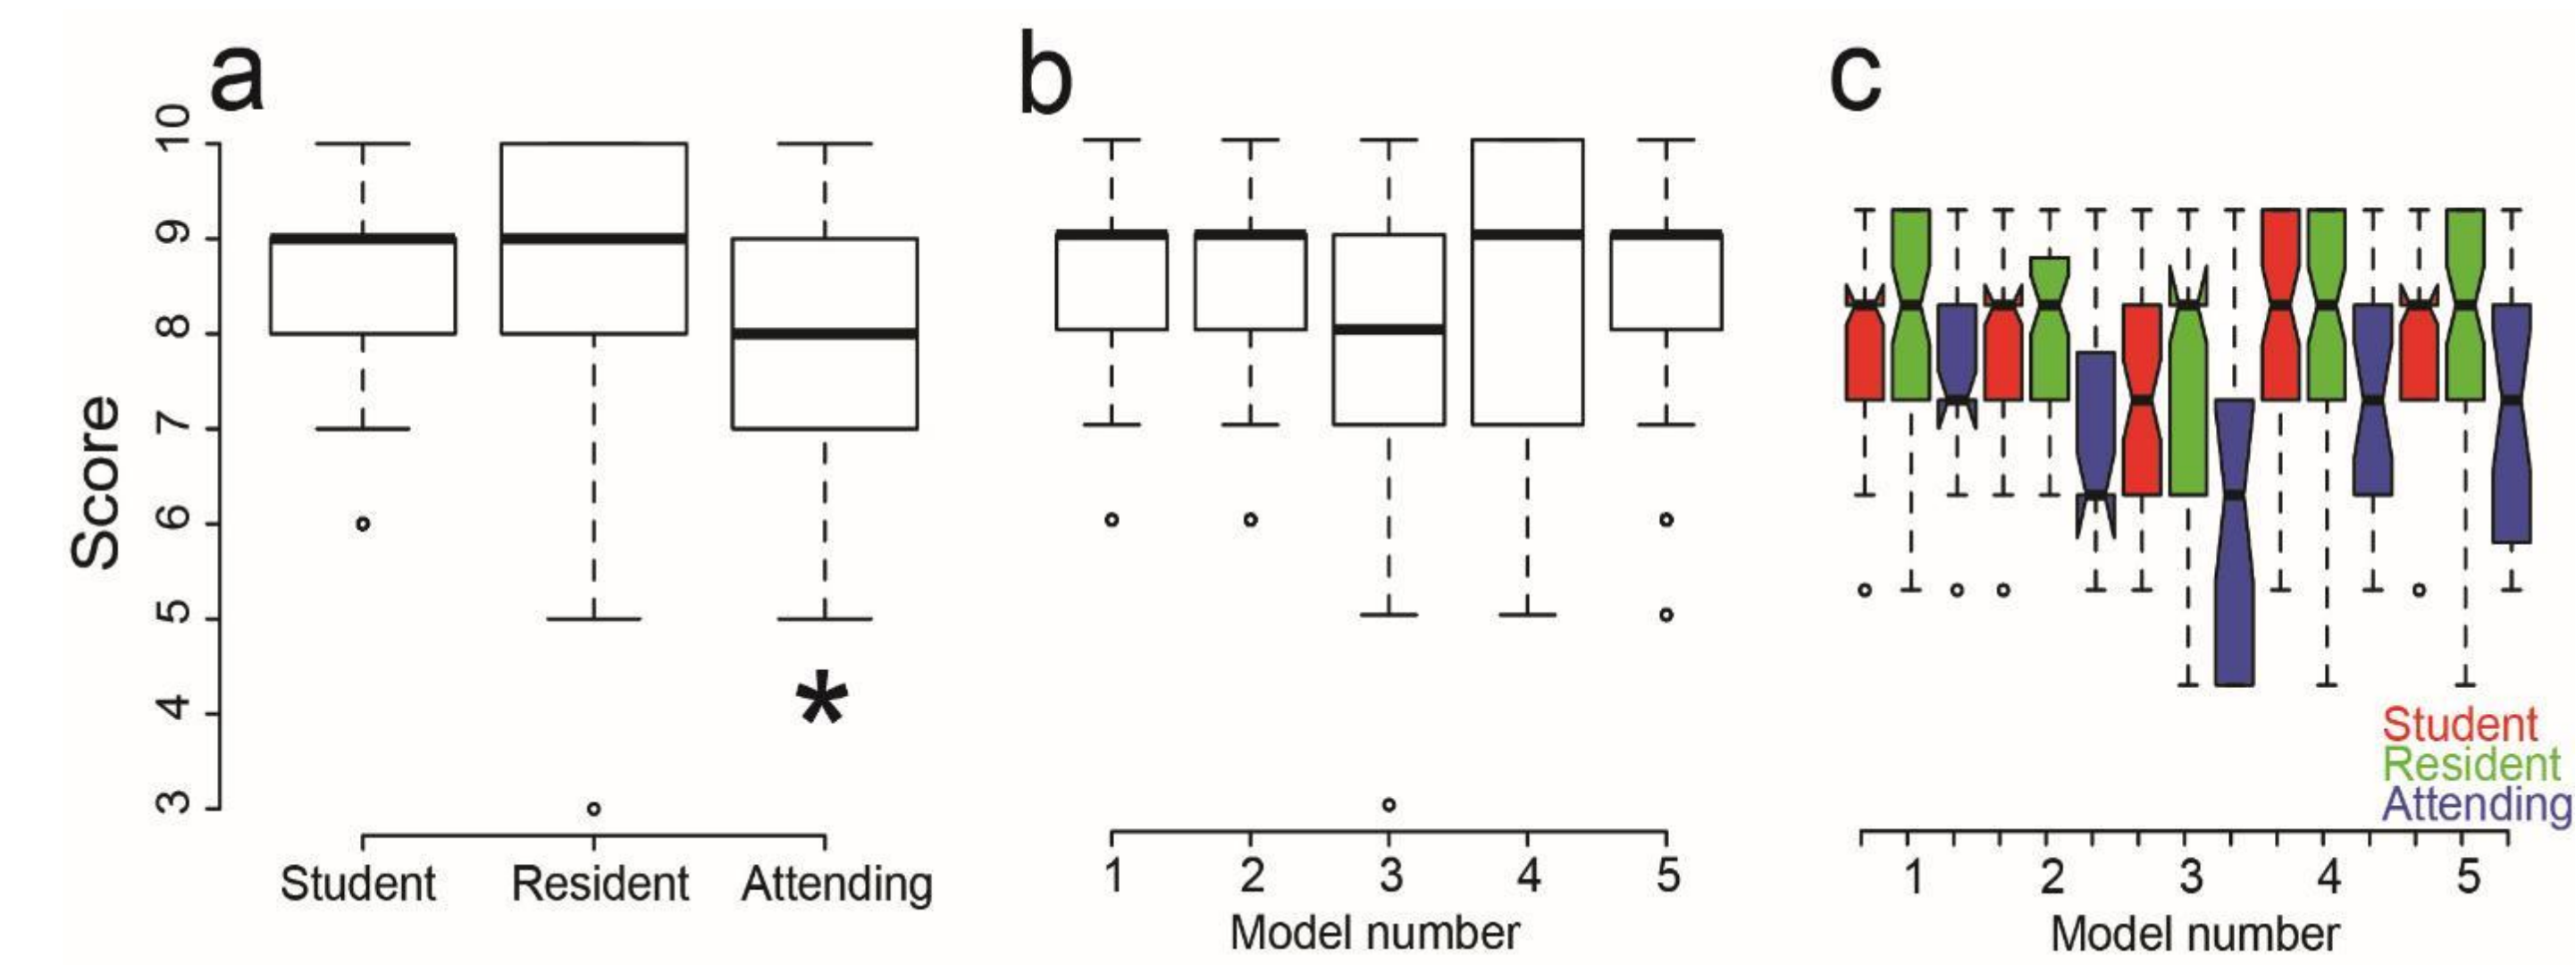 a
b
c
Score
10
9
8
7
6
5
4
3
*
Student Resident Attending
1 2 3 4 5
Model number
Student
Resident
Attending
1 2 3 4 5
Model number